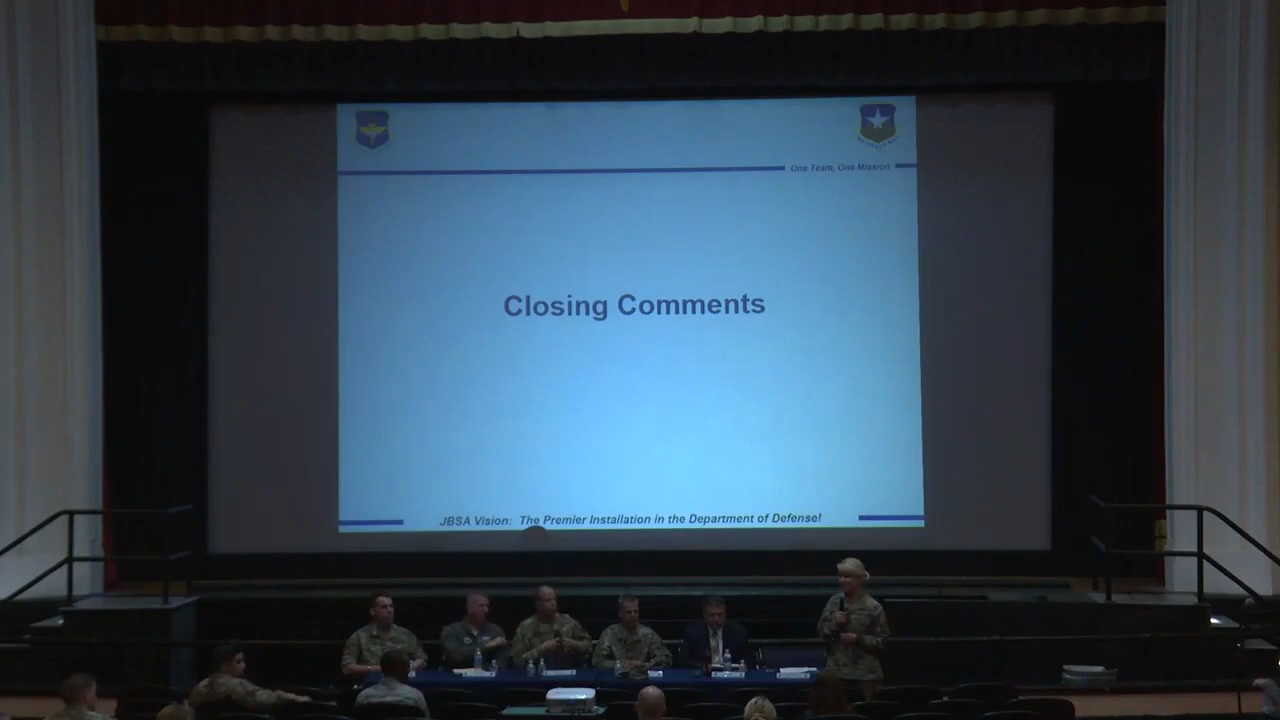 One Team, One Mission
Closing Comments
JBSA Vision: The Premier Installation in the Department of Defense!